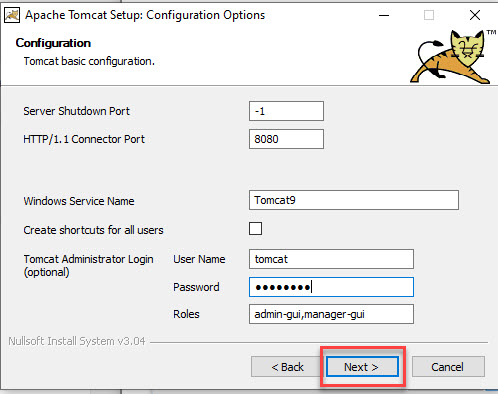 Apache Tomcat Setup: Configuration Options
Configuration
Tomcat basic configuration.
TM
Server Shutdown Port -1
HTTP/1.1 Connector Port 8080
Windows Service Name Tomcat9
Create shortcuts for all users
Tomcat Administrator Login User Name tomcat
(optional)
Password ●●●●●●●●
Roles admin-gui,manager-gui
Nullsoft Install System v3.04
< Back Next > Cancel